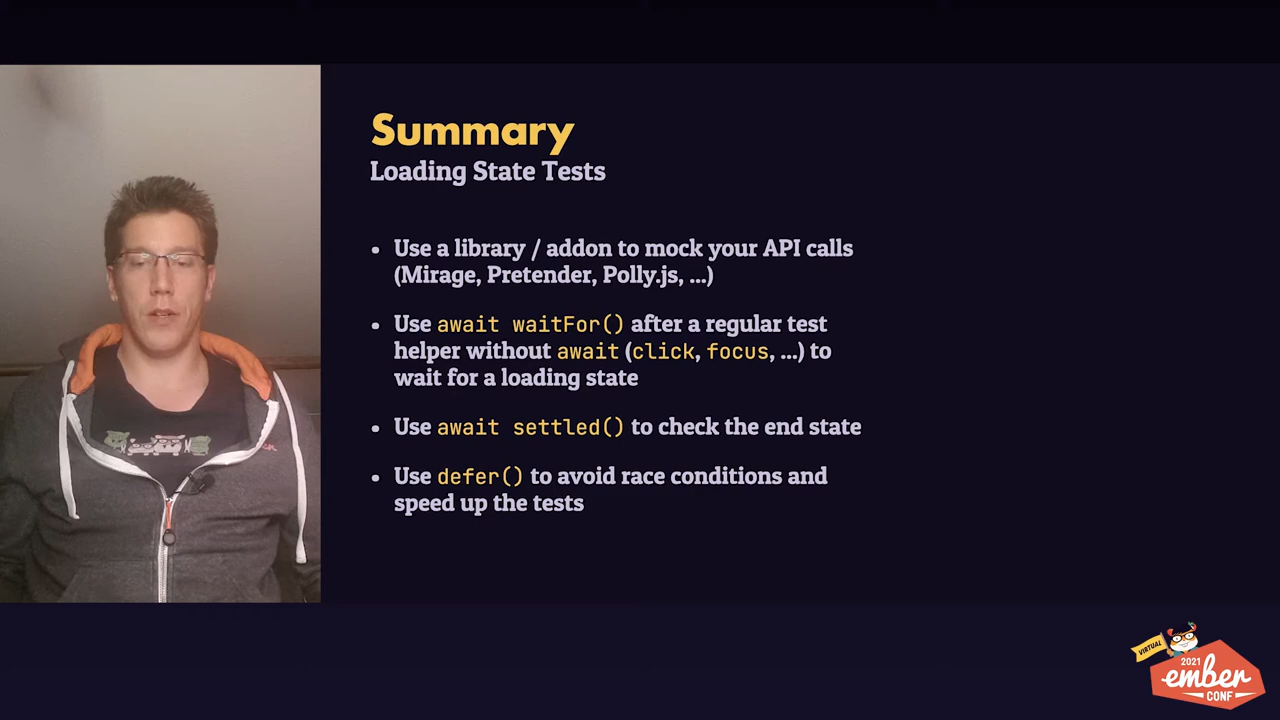 Summary
Loading State Tests
• Use a library / addon to mock your API calls
(Mirage, Pretender, Polly.js, ...)
• Use await waitFor() after a regular test
helper without await (click, focus, ...) to
wait for a loading state
• Use await settled() to check the end state
• Use defer() to avoid race conditions and
speed up the tests
VIRTUAL
2021
ember
CONF